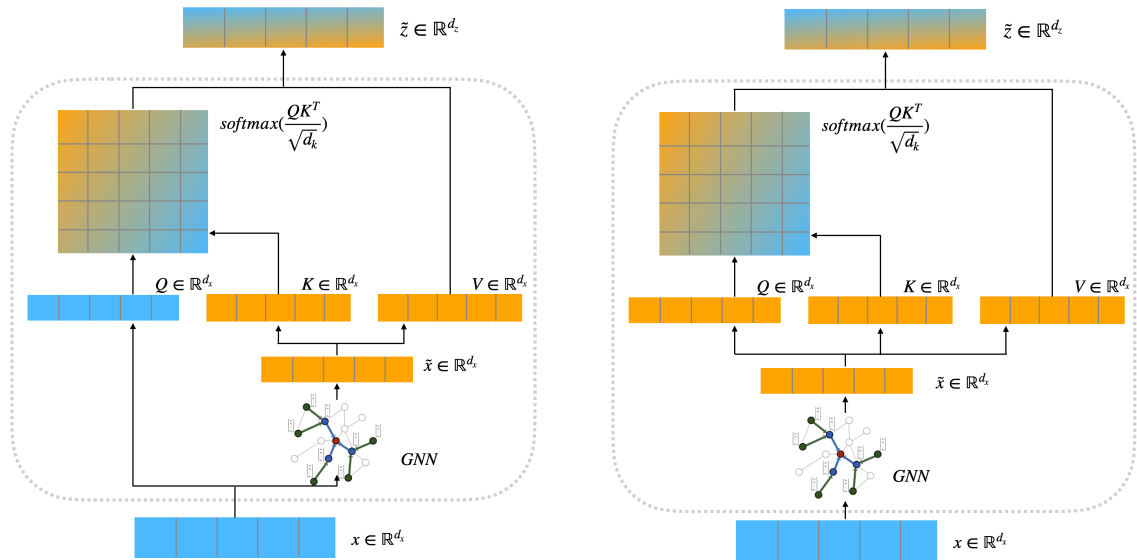 z̃ ∈ ℝ^{d_z}
softmax(QK^T/√d_k)
Q ∈ ℝ^{d_x}
K ∈ ℝ^{d_x}
V ∈ ℝ^{d_x}
x̃ ∈ ℝ^{d_x}
GNN
x ∈ ℝ^{d_x}
z̃ ∈ ℝ^{d_z}
softmax(QK^T/√d_k)
Q ∈ ℝ^{d_x}
K ∈ ℝ^{d_x}
V ∈ ℝ^{d_x}
x̃ ∈ ℝ^{d_x}
GNN
x ∈ ℝ^{d_x}